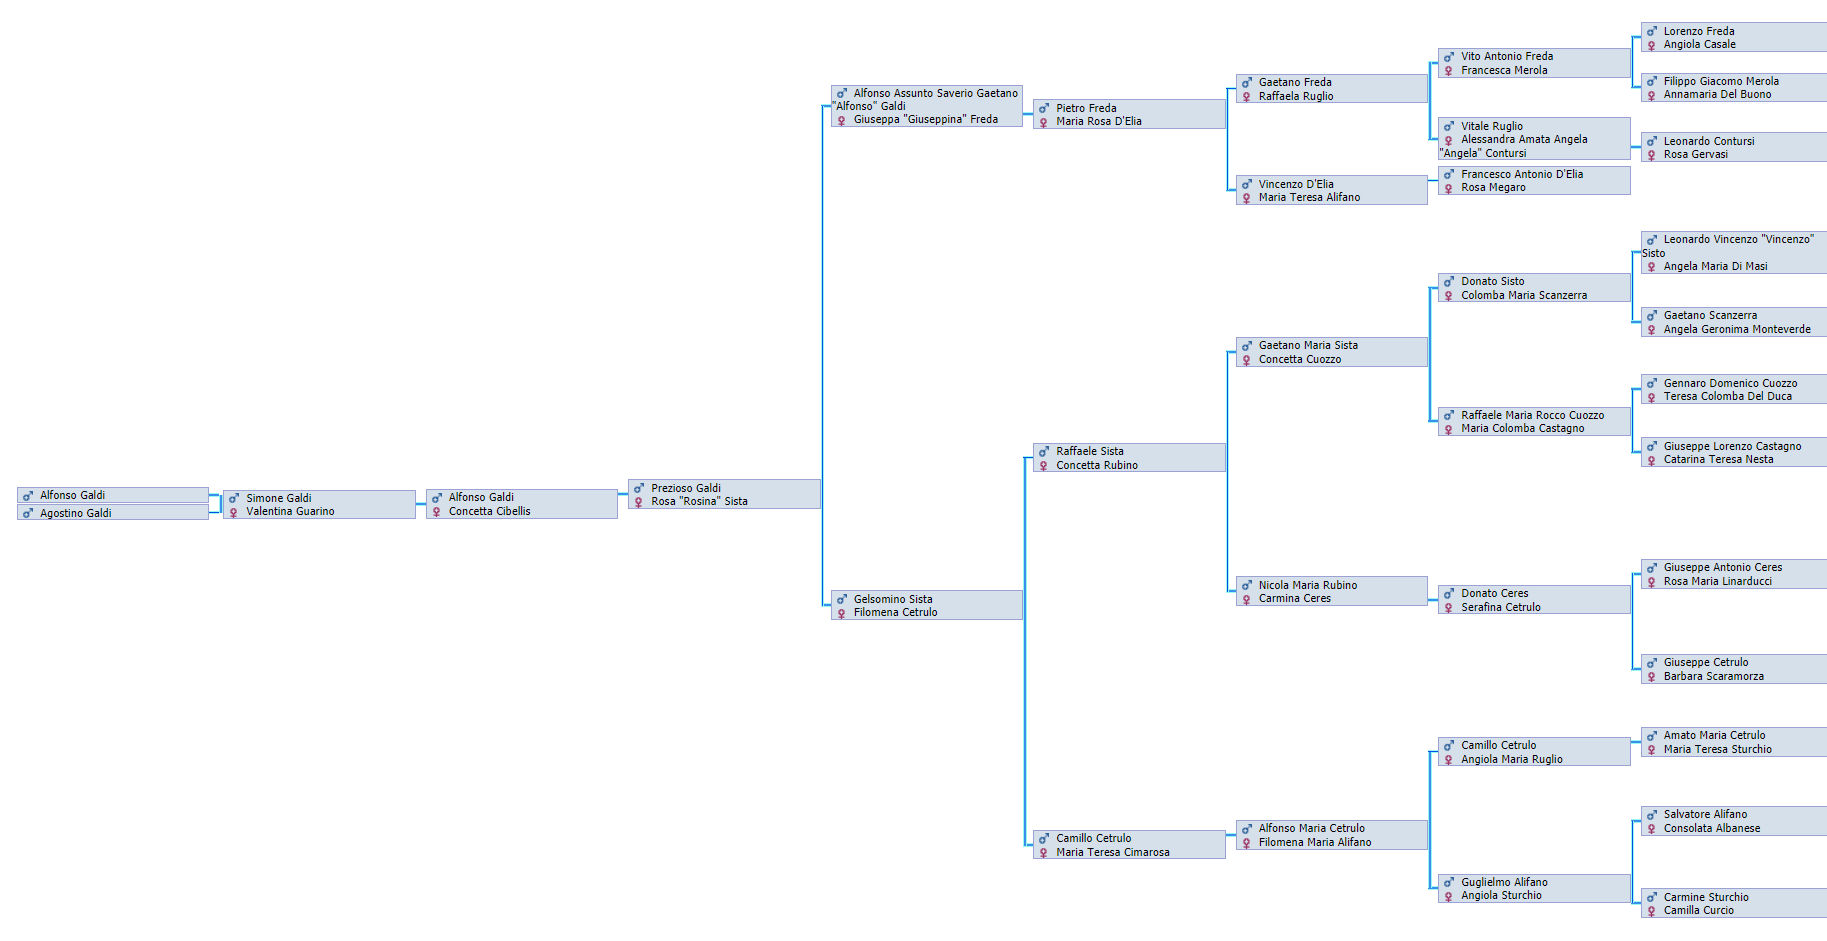 Alfonso Galdi
Agostino Galdi
Simone Galdi
Valentina Guarino
Alfonso Galdi
Concetta Cibellis
Prezioso Galdi
Rosa "Rosina" Sista
Alfonso Assunto Saverio Gaetano
"Alfonso" Galdi
Giuseppa "Giuseppina" Freda
Gelsomino Sista
Filomena Cetrulo
Pietro Freda
Maria Rosa D'Elia
Raffaele Sista
Concetta Rubino
Camillo Cetrulo
Maria Teresa Cimarosa
Gaetano Freda
Raffaela Ruglio
Vincenzo D'Elia
Maria Teresa Alifano
Gaetano Maria Sista
Concetta Cuozzo
Nicola Maria Rubino
Carmina Ceres
Alfonso Maria Cetrulo
Filomena Maria Alifano
Vito Antonio Freda
Francesca Merola
Vitale Ruglio
Alessandra Amata Angela
"Angela" Contursi
Francesco Antonio D'Elia
Rosa Megaro
Donato Sisto
Colomba Maria Scanzerra
Raffaele Maria Rocco Cuozzo
Maria Colomba Castagno
Donato Ceres
Serafina Cetrulo
Camillo Cetrulo
Angiola Maria Ruglio
Guglielmo Alifano
Angiola Sturchio
Lorenzo Freda
Angiola Casale
Filippo Giacomo Merola
Annamaria Del Buono
Leonardo Contursi
Rosa Gervasi
Leonardo Vincenzo "Vincenzo"
Sisto
Angela Maria Di Masi
Gaetano Scanzerra
Angela Geronima Monteverde
Gennaro Domenico Cuozzo
Teresa Colomba Del Duca
Giuseppe Lorenzo Castagno
Catarina Teresa Nesta
Giuseppe Antonio Ceres
Rosa Maria Linarducci
Giuseppe Cetrulo
Barbara Scaramorza
Amato Maria Cetrulo
Maria Teresa Sturchio
Salvatore Alifano
Consolata Albanese
Carmine Sturchio
Camilla Curcio